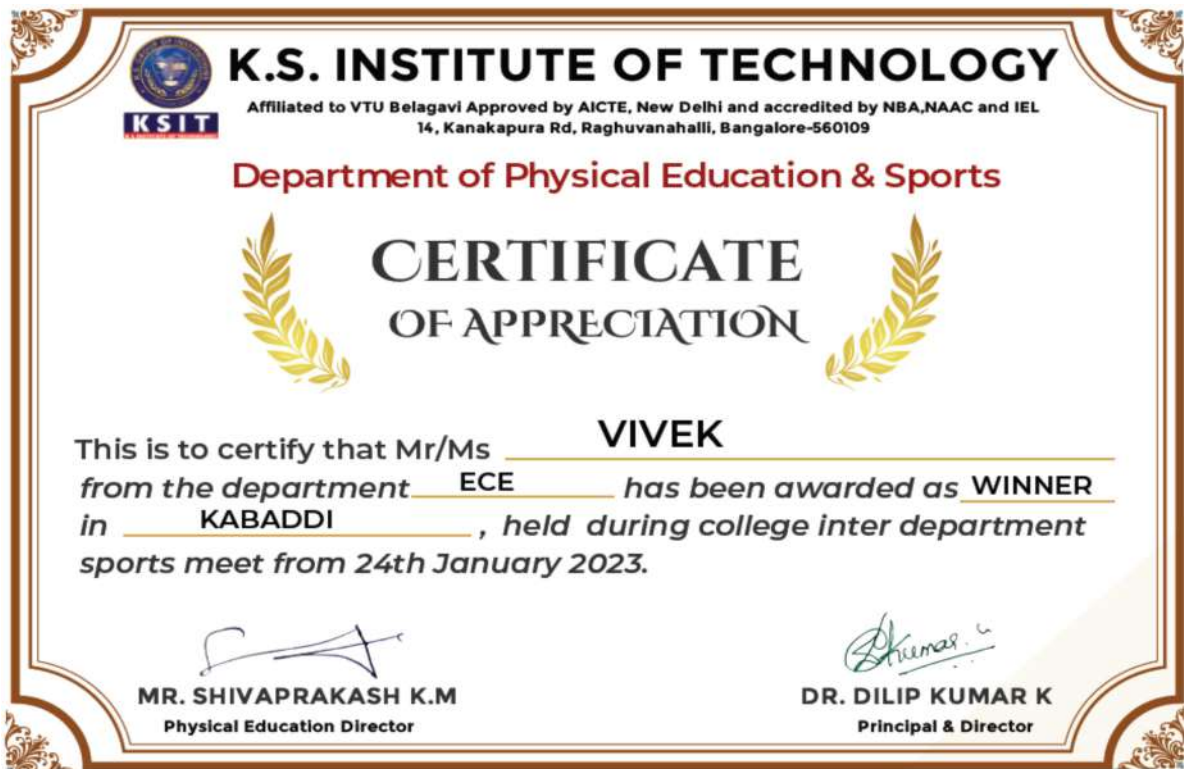 K.S. INSTITUTE OF TECHNOLOGY
Affiliated to VTU Belagavi Approved by AICTE, New Delhi and accredited by NBA,NAAC and IEL
14, Kanakapura Rd, Raghuvanahalli, Bangalore-560109
KSIT
Department of Physical Education & Sports
CERTIFICATE
OF APPRECIATION
This is to certify that Mr/Ms VIVEK
from the department ECE has been awarded as WINNER
in KABADDI , held during college inter department
sports meet from 24th January 2023.
MR. SHIVAPRAKASH K.M
Physical Education Director
DR. DILIP KUMAR K
Principal & Director